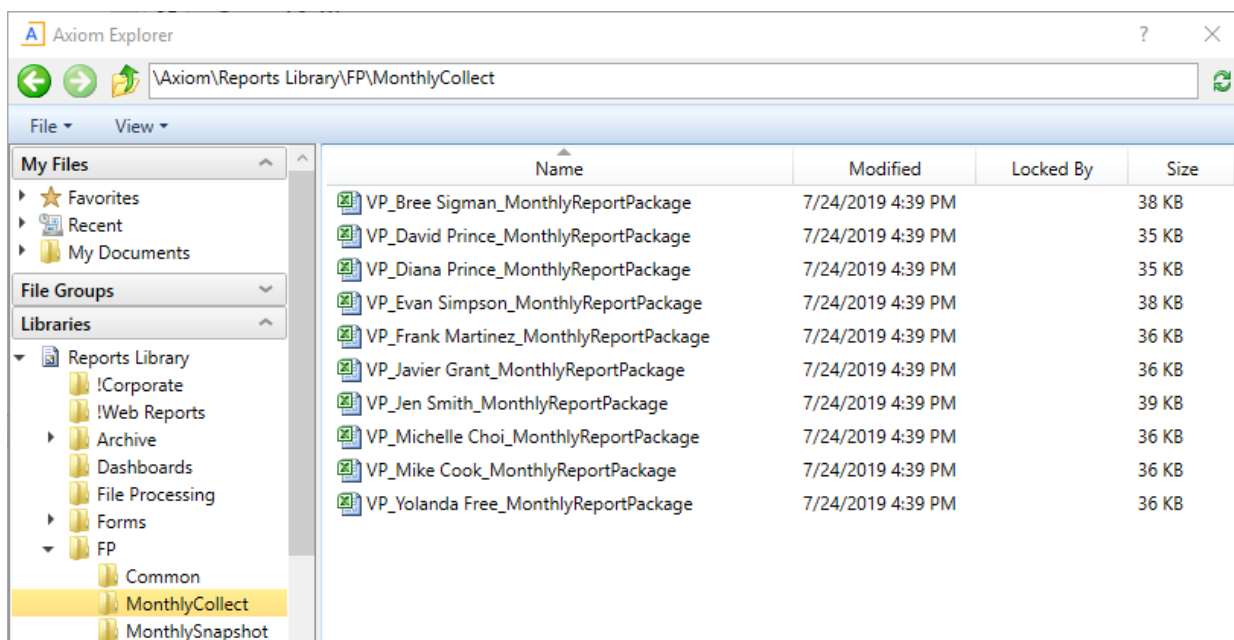 A Axiom Explorer ?
\Axiom\Reports Library\FP\MonthlyCollect
File View
My Files
Favorites
Recent
My Documents
File Groups
Libraries
Reports Library
!Corporate
!Web Reports
Archive
Dashboards
File Processing
Forms
FP
Common
MonthlyCollect
MonthlySnapshot
Name Modified Locked By Size
VP_Bree Sigman_MonthlyReportPackage 7/24/2019 4:39 PM 38 KB
VP_David Prince_MonthlyReportPackage 7/24/2019 4:39 PM 35 KB
VP_Diana Prince_MonthlyReportPackage 7/24/2019 4:39 PM 35 KB
VP_Evan Simpson_MonthlyReportPackage 7/24/2019 4:39 PM 38 KB
VP_Frank Martinez_MonthlyReportPackage 7/24/2019 4:39 PM 36 KB
VP_Javier Grant_MonthlyReportPackage 7/24/2019 4:39 PM 36 KB
VP_Jen Smith_MonthlyReportPackage 7/24/2019 4:39 PM 39 KB
VP_Michelle Choi_MonthlyReportPackage 7/24/2019 4:39 PM 36 KB
VP_Mike Cook_MonthlyReportPackage 7/24/2019 4:39 PM 36 KB
VP_Yolanda Free_MonthlyReportPackage 7/24/2019 4:39 PM 36 KB